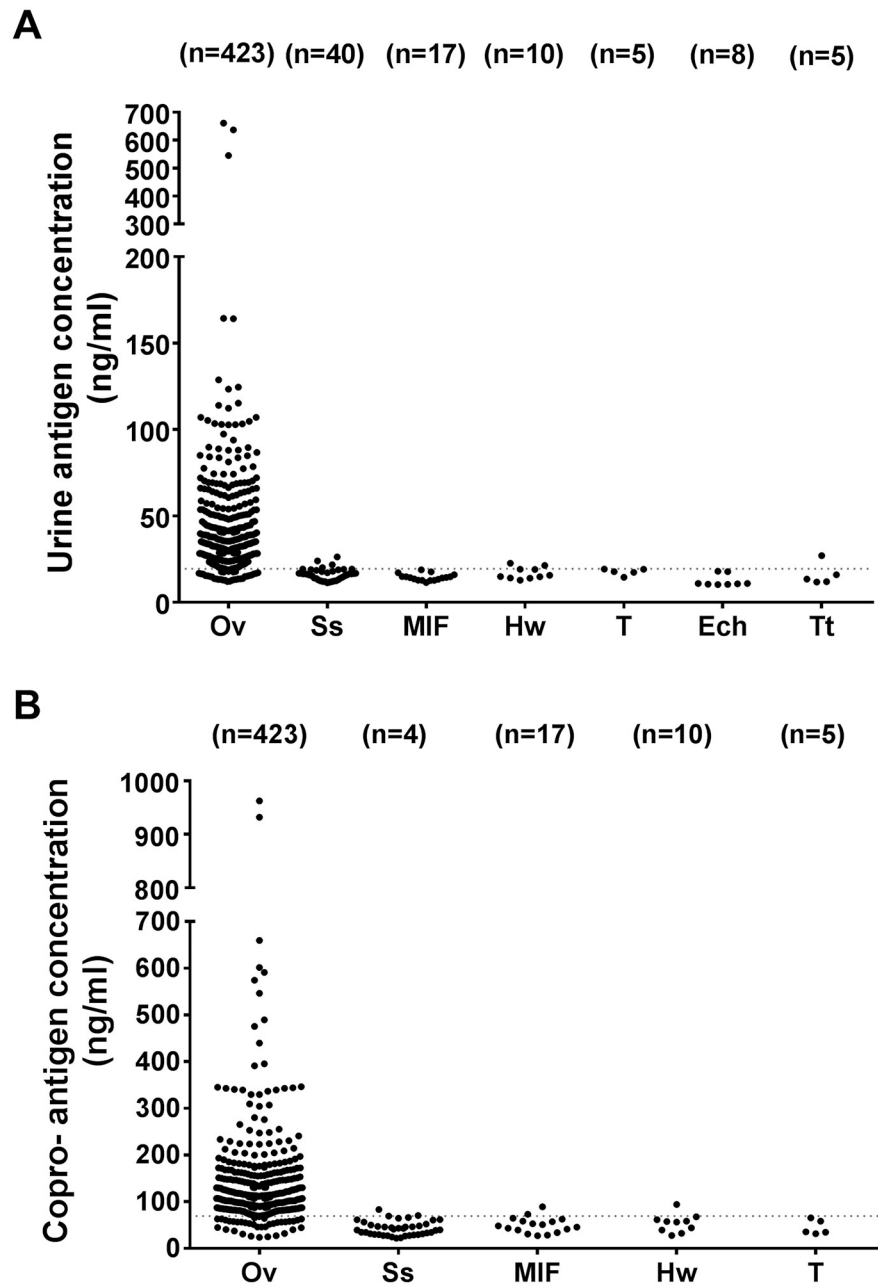 A
(n=423) (n=40) (n=17) (n=10) (n=5) (n=8) (n=5)
Urine antigen concentration
(ng/ml)
700
600
500
400
300
200
150
100
50
0
Ov Ss MIF Hw T Ech Tt
B
(n=423) (n=4) (n=17) (n=10) (n=5)
Copro- antigen concentration
(ng/ml)
1000
900
800
700
600
500
400
300
200
100
0
Ov Ss MIF Hw T